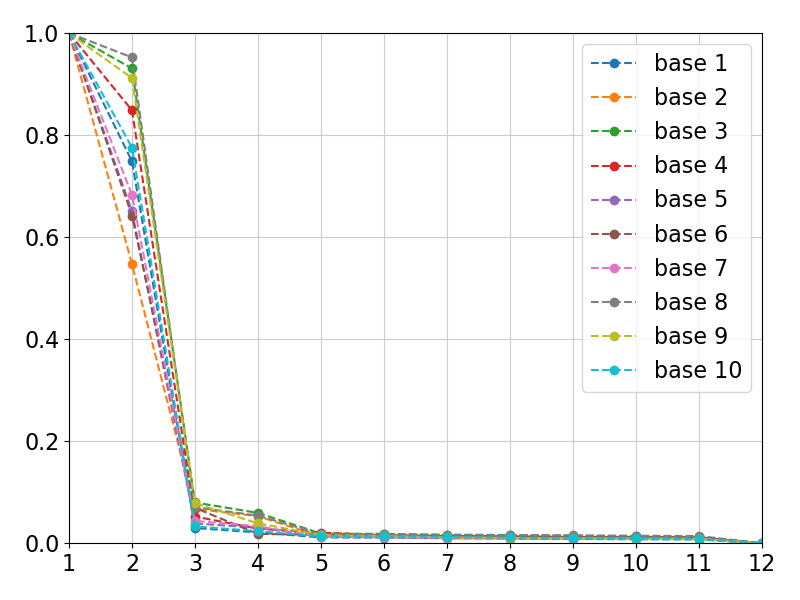 1.0
0.8
0.6
0.4
0.2
0.0
1 2 3 4 5 6 7 8 9 10 11 12
base 1
base 2
base 3
base 4
base 5
base 6
base 7
base 8
base 9
base 10